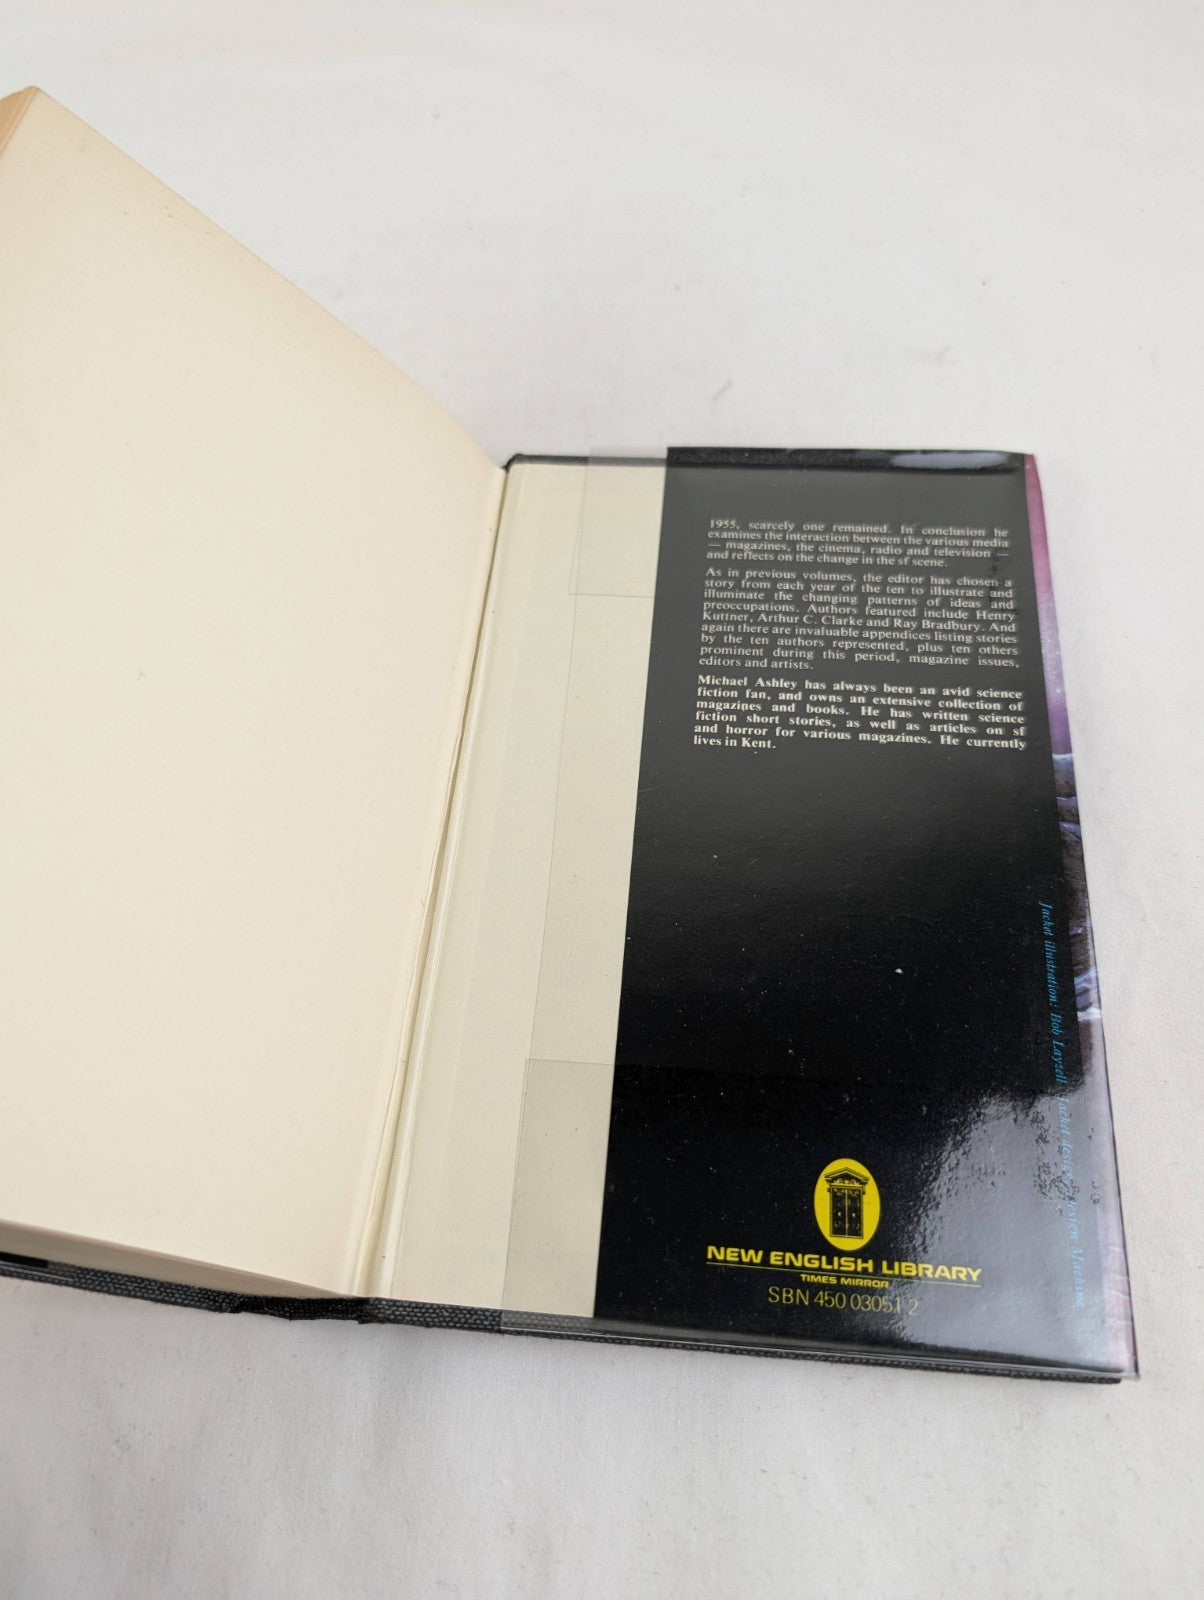 1955, scarcely one remained. In conclusion he
examines the interaction between the various media
— magazines, the cinema, radio and television —
and reflects on the change in the sf scene.
As in previous volumes, the editor has chosen a
story from each year of the ten to illustrate and
illuminate the changing patterns of ideas and
preoccupations. Authors featured include Henry
Kuttner, Arthur C. Clarke and Ray Bradbury. And
again there are invaluable appendices listing stories
by the ten authors represented, plus ten others
prominent during this period, magazine issues,
editors and artists.
Michael Ashley has always been an avid science
fiction fan, and owns an extensive collection of
magazines and books. He has written science
fiction short stories, as well as articles on sf
and horror for various magazines. He currently
lives in Kent.
Jacket illustration: Bob Layzell Jacket design: Design Machine
NEW ENGLISH LIBRARY
TIMES MIRROR
SBN 450 03051 2